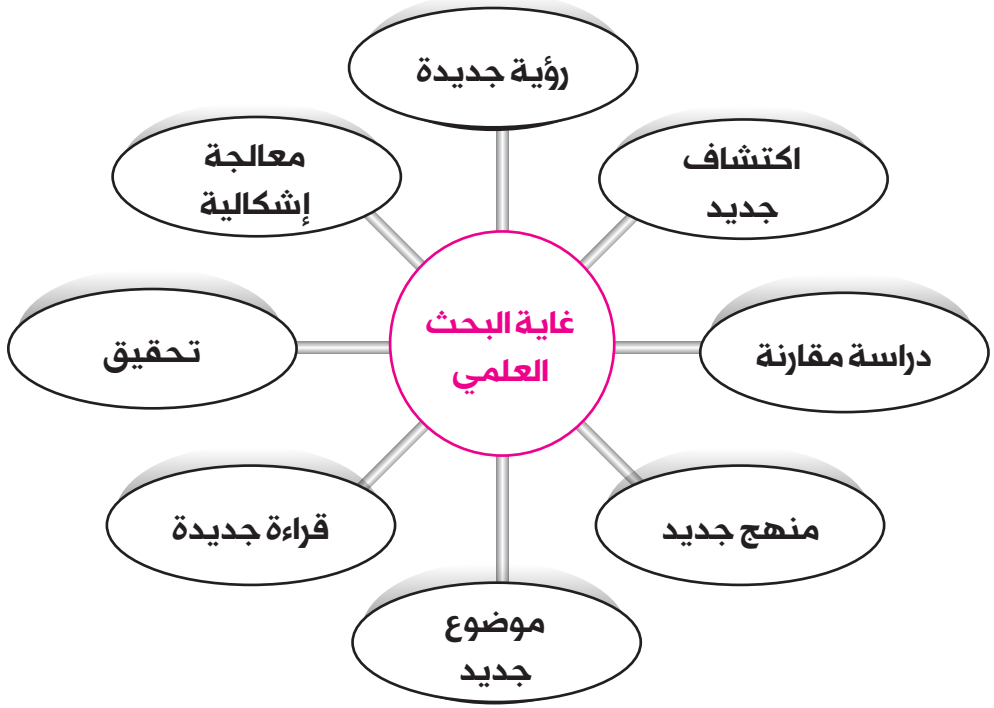 رؤية جديدة
اكتشاف
جديد
معالجة
إشكالية
غاية البحث
العلمي
دراسة مقارنة
تحقيق
منهج جديد
قراءة جديدة
موضوع
جديد